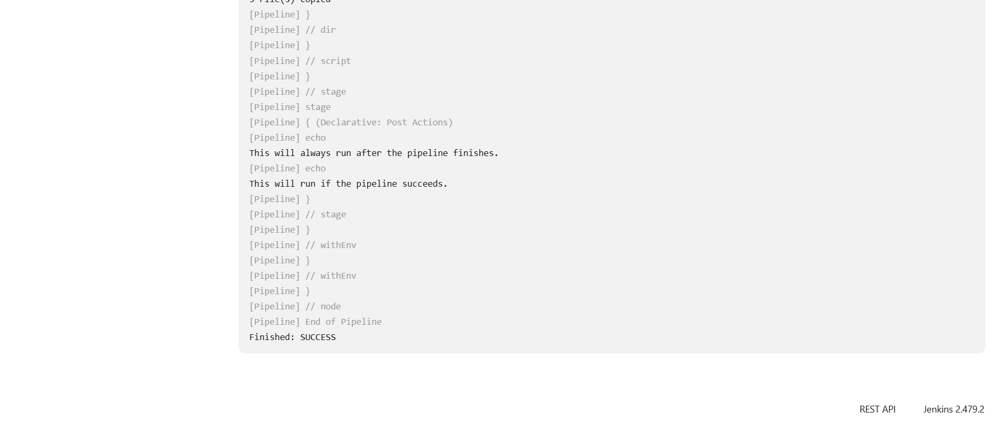 File(s) copied
[Pipeline] }
[Pipeline] // dir
[Pipeline] }
[Pipeline] // script
[Pipeline] }
[Pipeline] // stage
[Pipeline] stage
[Pipeline] { (Declarative: Post Actions)
[Pipeline] echo
This will always run after the pipeline finishes.
[Pipeline] echo
This will run if the pipeline succeeds.
[Pipeline] }
[Pipeline] // stage
[Pipeline] }
[Pipeline] // withEnv
[Pipeline] }
[Pipeline] // withEnv
[Pipeline] }
[Pipeline] // node
[Pipeline] End of Pipeline
Finished: SUCCESS
REST API Jenkins 2.479.2